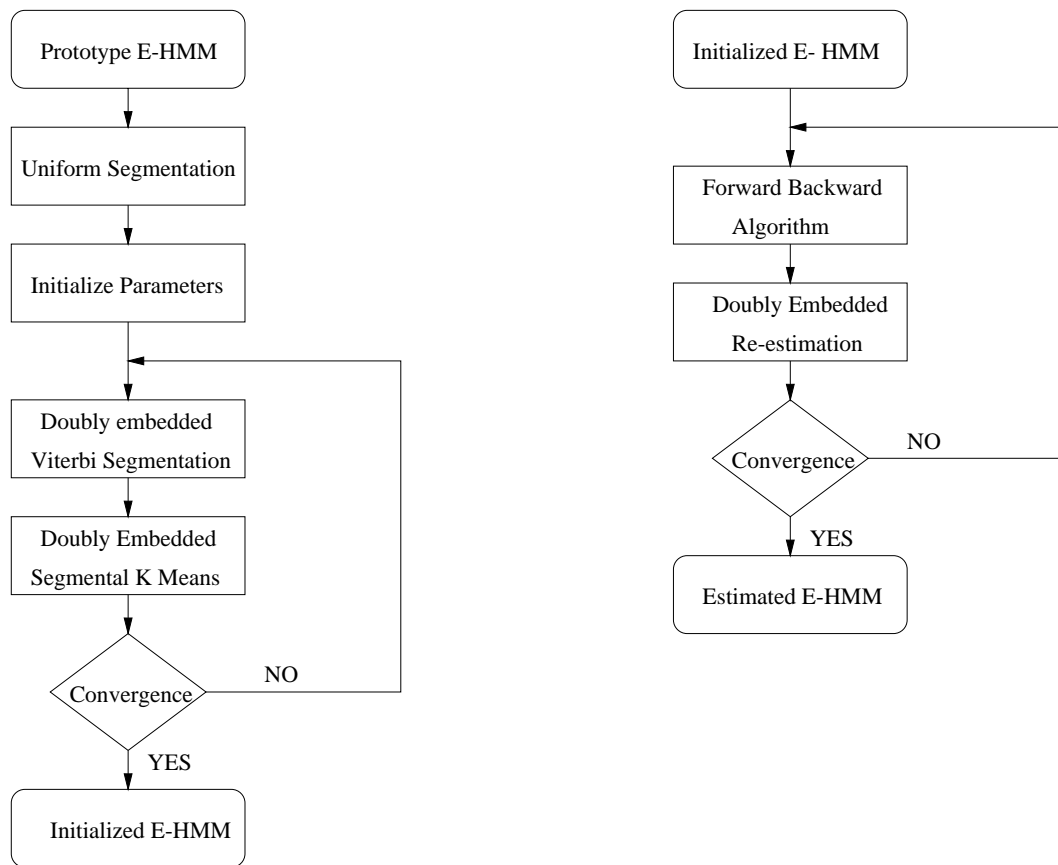 Prototype E-HMM
Uniform Segmentation
Initialize Parameters
Doubly embedded
Viterbi Segmentation
Doubly Embedded
Segmental K Means
Convergence
NO
YES
Initialized E-HMM
Initialized E- HMM
Forward Backward
Algorithm
Doubly Embedded
Re-estimation
Convergence
NO
YES
Estimated E-HMM